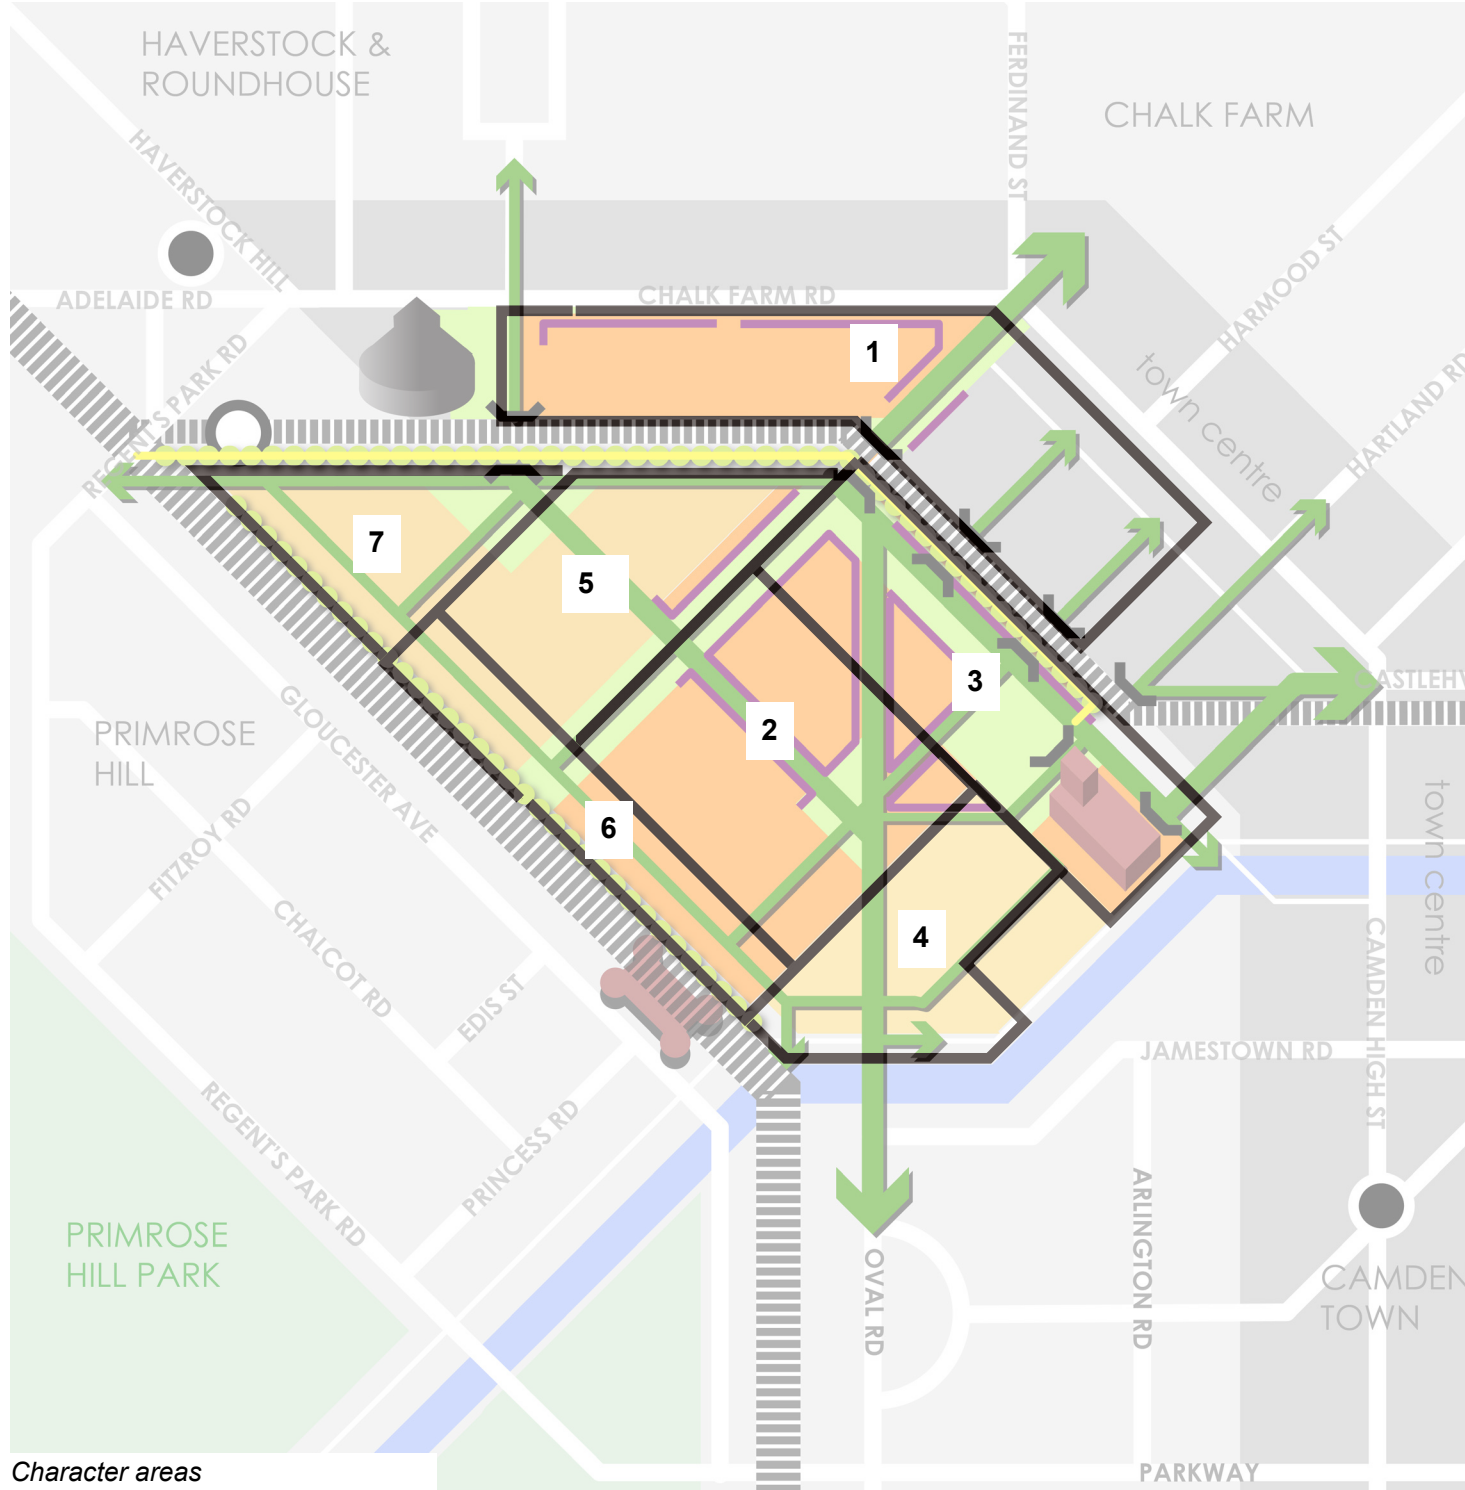 HAVERSTOCK &
ROUNDHOUSE
FERDINAND ST
CHALK FARM
HAVERSTOCK HILL
HARMOOD ST
ADELAIDE RD
CHALK FARM RD
REGENT'S PARK RD
1
town centre
HARTLAND RD
7
5
3
PRIMROSE
HILL
GLOUCESTER AVE
2
FITZROY RD
6
town centre
CHALCOT RD
4
EDIS ST
CAMDEN HIGH ST
JAMESTOWN RD
REGENT'S PARK RD
PRINCESS RD
ARLINGTON RD
PRIMROSE
HILL PARK
OVAL RD
CAMDEN
TOWN
Character areas
PARKWAY